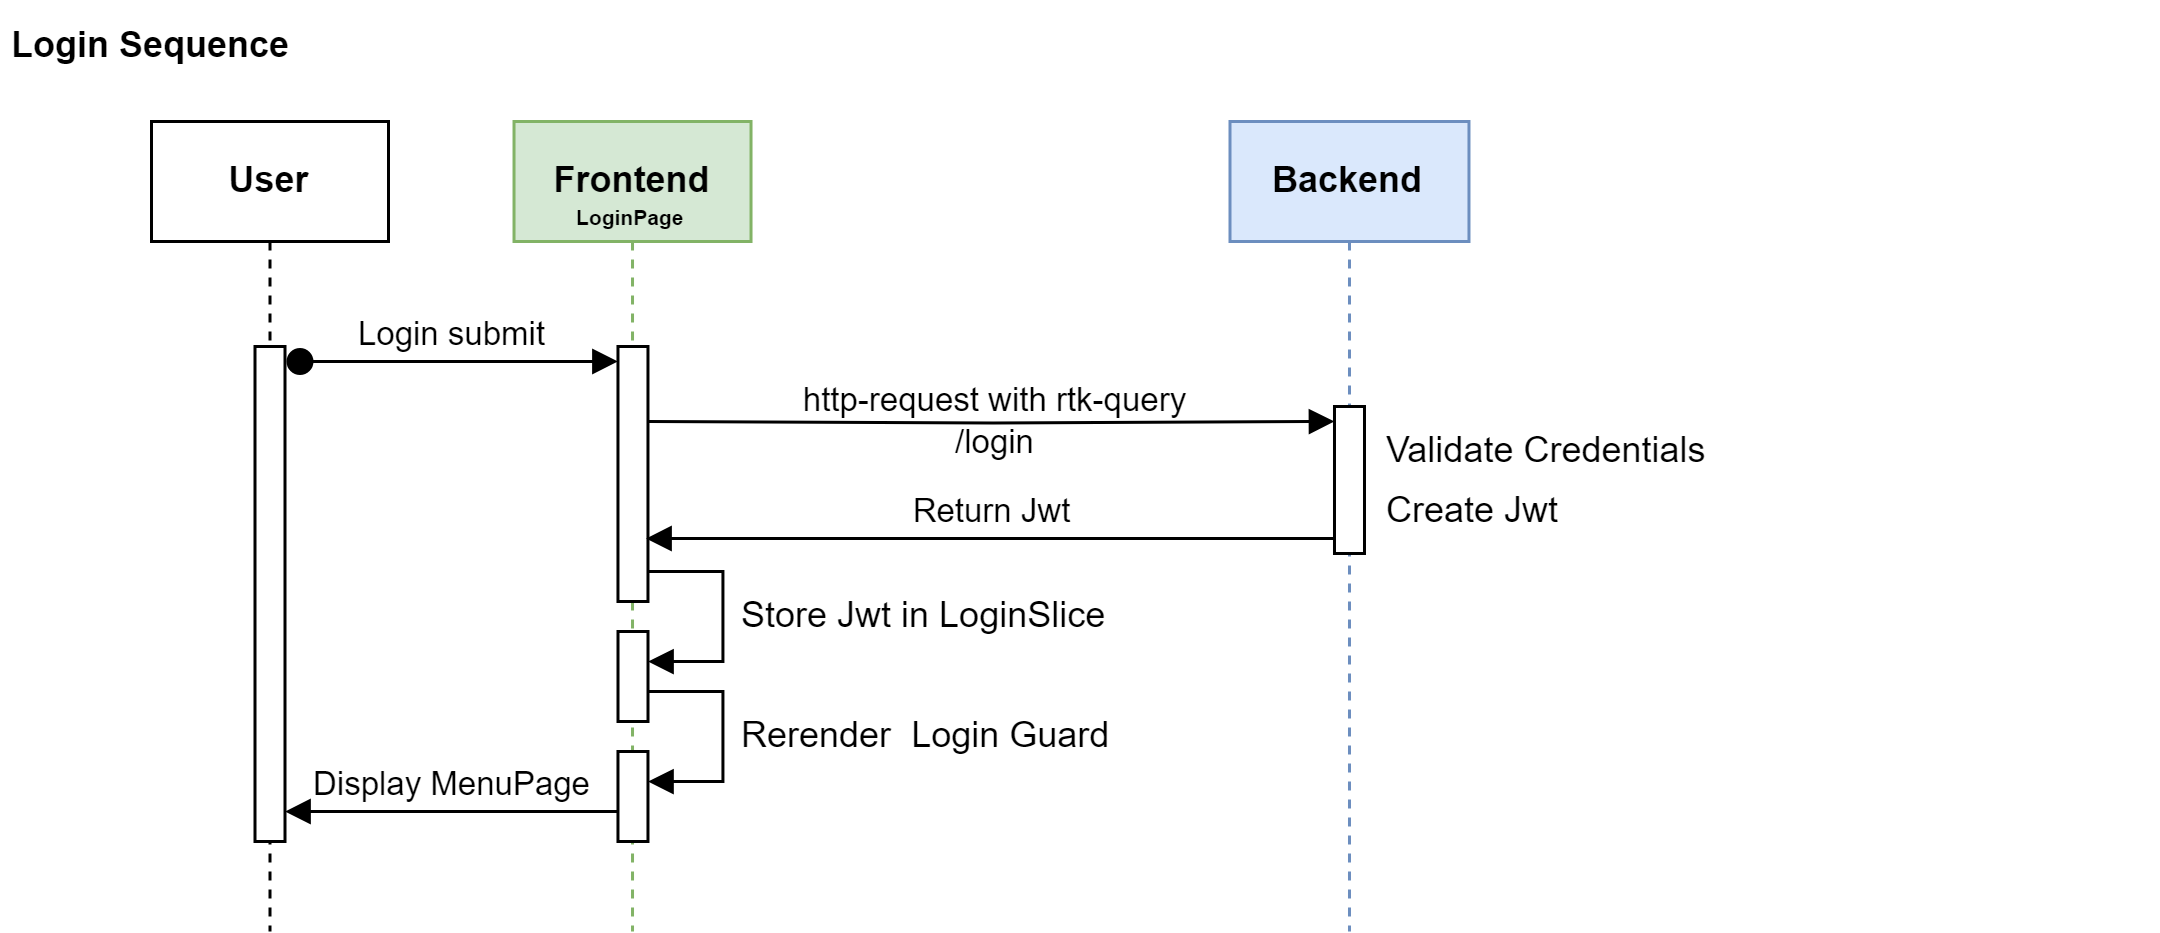 Login Sequence
User
Frontend
LoginPage
Backend
Login submit
http-request with rtk-query
/login
Validate Credentials
Return Jwt
Create Jwt
Store Jwt in LoginSlice
Rerender  Login Guard
Display MenuPage